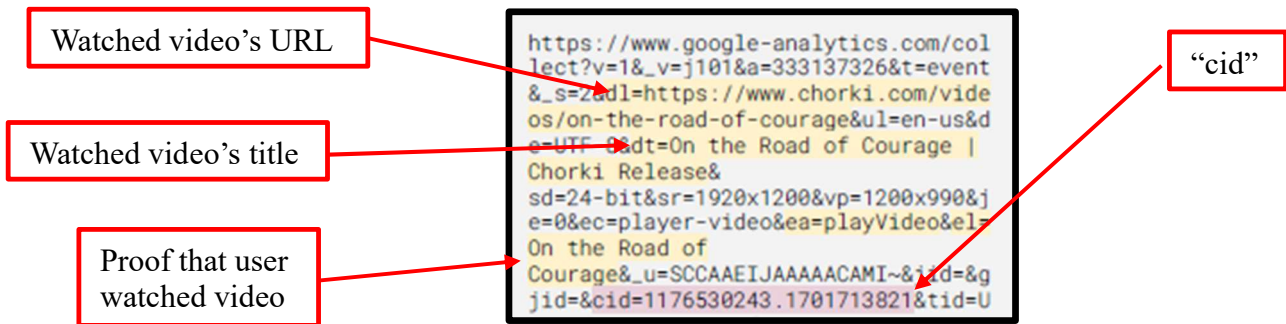 Watched video's URL
Watched video's title
Proof that user
watched video
https://www.google-analytics.com/col
lect?v=1&_v=j101&a=333137326&t=event
&_s=2&dl=https://www.chorki.com/vide
os/on-the-road-of-courage&ul=en-us&d
e=UTF-8&dt=On the Road of Courage |
Chorki Release&
sd=24-bit&sr=1920x1200&vp=1200x990&j
e=0&ec=player-video&ea=playVideo&el=
On the Road of
Courage&_u=SCCAAEIJAAAAACAMI~&jid=&g
jid=&cid=1176530243.1701713821&tid=U
"cid"